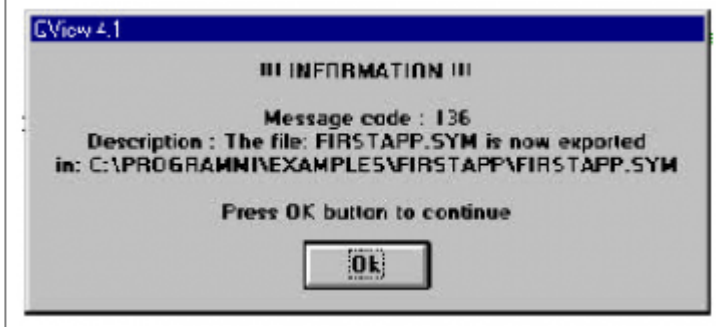 GView 4.1
!!! INFORMATION !!!
Message code : 136
Description : The file: FIRSTAPP.SYM is now exported
in: C:\PROGRAMMI\EXAMPLES\FIRSTAPP\FIRSTAPP.SYM
Press OK button to continue
Ok